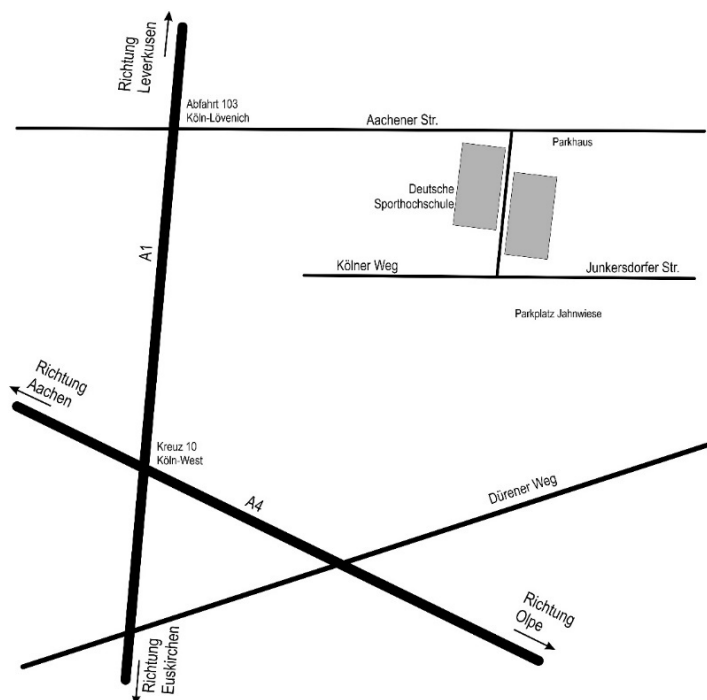 Richtung
Leverkusen
Abfahrt 103
Köln-Lövenich
Aachener Str.
Parkhaus
Deutsche
Sporthochschule
A1
Kölner Weg
Junkersdorfer Str.
Parkplatz Jahnwiese
Richtung
Aachen
Kreuz 10
Köln-West
A4
Dürener Weg
Richtung
Olpe
Richtung
Euskirchen